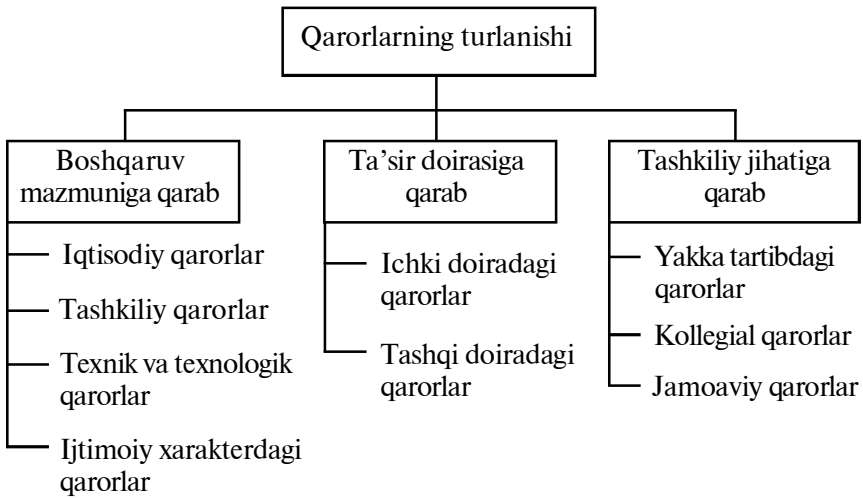 Qarorlarning turlanishi
Boshqaruv
mazmuniga qarab
Iqtisodiy qarorlar
Tashkiliy qarorlar
Texnik va texnologik
qarorlar
Ijtimoiy xarakterdagi
qarorlar
Ta’sir doirasiga
qarab
Ichki doiradagi
qarorlar
Tashqi doiradagi
qarorlar
Tashkiliy jihatiga
qarab
Yakka tartibdagi
qarorlar
Kollegial qarorlar
Jamoaviy qarorlar